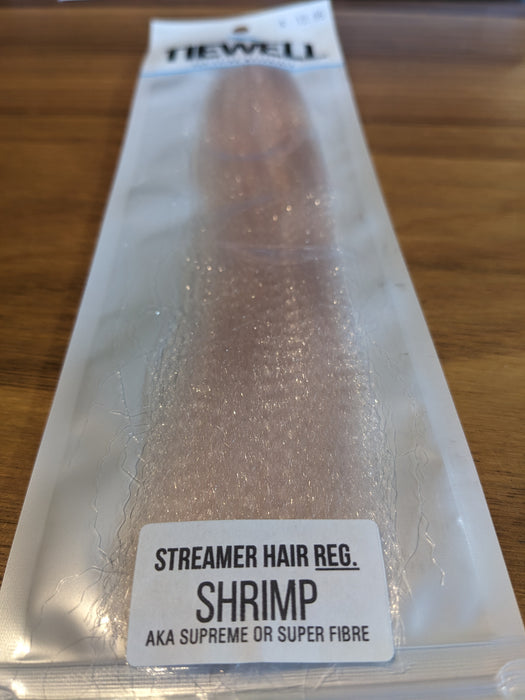 TIEWELL
STREAMER HAIR REG.
SHRIMP
AKA SUPREME OR SUPER FIBRE